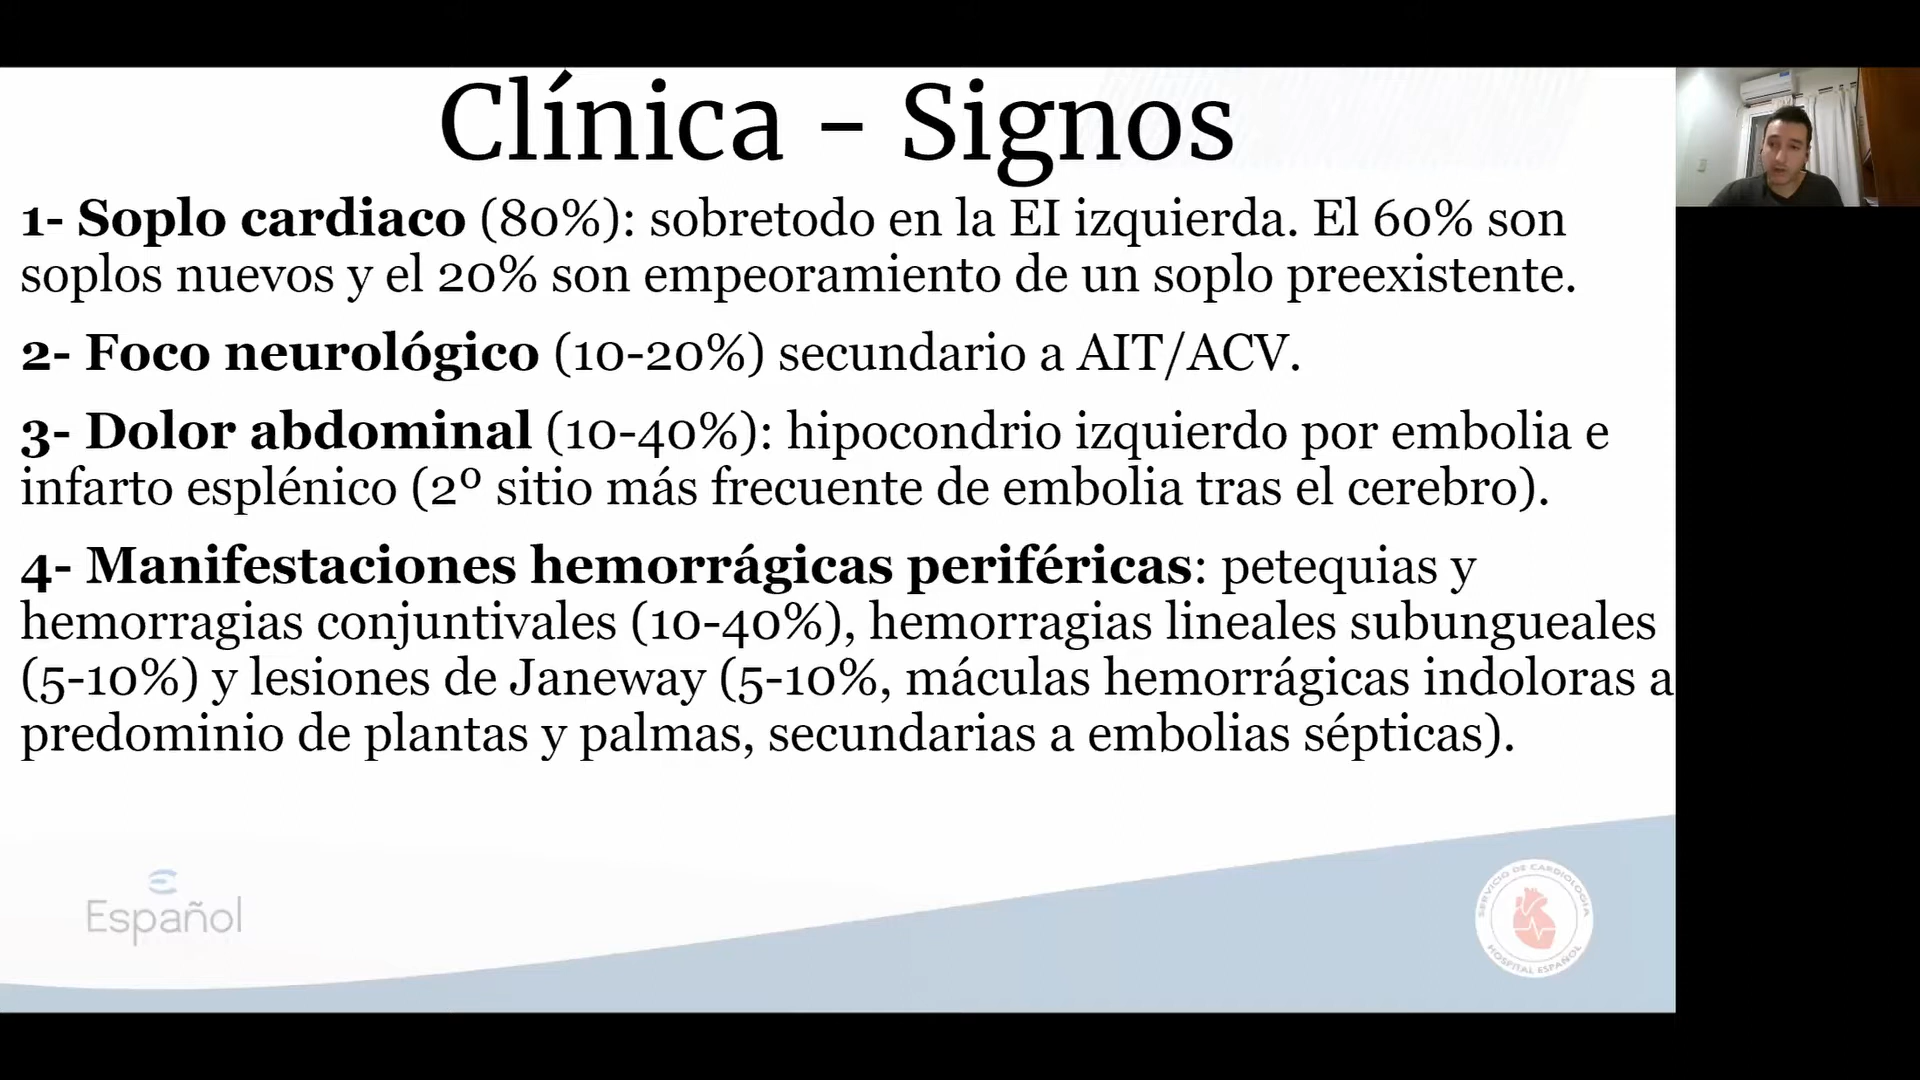 Clínica – Signos
1- Soplo cardiaco (80%): sobretodo en la EI izquierda. El 60% son
soplos nuevos y el 20% son empeoramiento de un soplo preexistente.
2- Foco neurológico (10-20%) secundario a AIT/ACV.
3- Dolor abdominal (10-40%): hipocondrio izquierdo por embolia e
infarto esplénico (2º sitio más frecuente de embolia tras el cerebro).
4- Manifestaciones hemorrágicas periféricas: petequias y
hemorragias conjuntivales (10-40%), hemorragias lineales subungueales
(5-10%) y lesiones de Janeway (5-10%, máculas hemorrágicas indoloras a
predominio de plantas y palmas, secundarias a embolias sépticas).
Español
SERVICIO DE CARDIOLOGIA
HOSPITAL ESPAÑOL